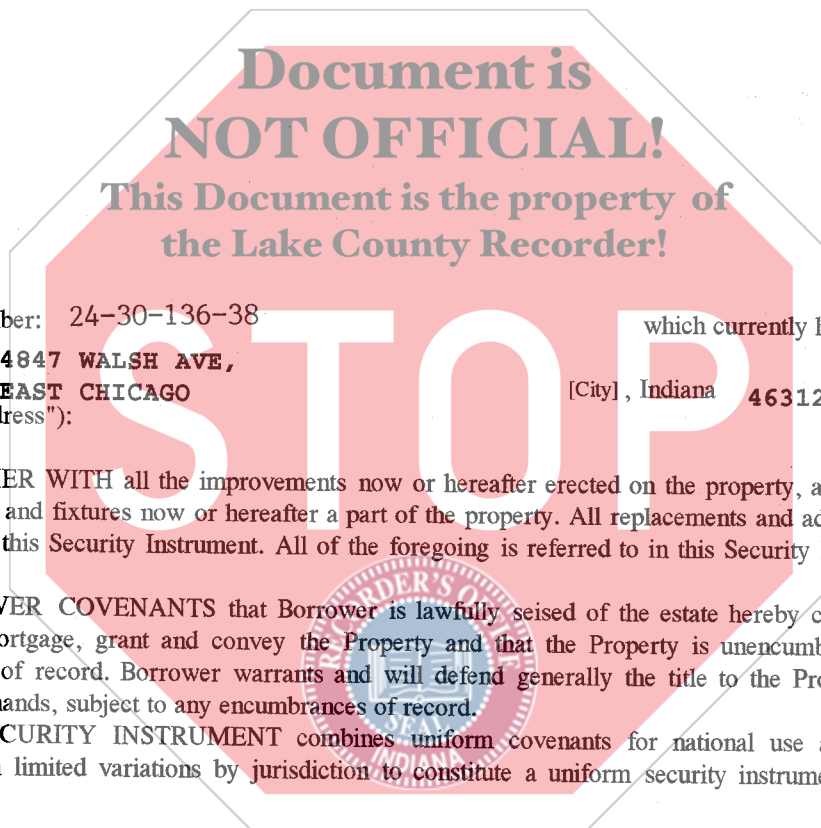 Document is
NOT OFFICIAL!
This Document is the property of
the Lake County Recorder!
ber: 24-30-136-38 which currently
4847 WALSH AVE,
EAST CHICAGO [City] , Indiana 46312
dress"):
STOP
ER WITH all the improvements now or hereafter erected on the property, a
and fixtures now or hereafter a part of the property. All replacements and ad
this Security Instrument. All of the foregoing is referred to in this Security
VER COVENANTS that Borrower is lawfully seised of the estate hereby c
ortgage, grant and convey the Property and that the Property is unencumb
of record. Borrower warrants and will defend generally the title to the Pro
ands, subject to any encumbrances of record.
CURITY INSTRUMENT combines uniform covenants for national use a
limited variations by jurisdiction to constitute a uniform security instrume
RECORDER'S OFFICE
SEAL
INDIANA